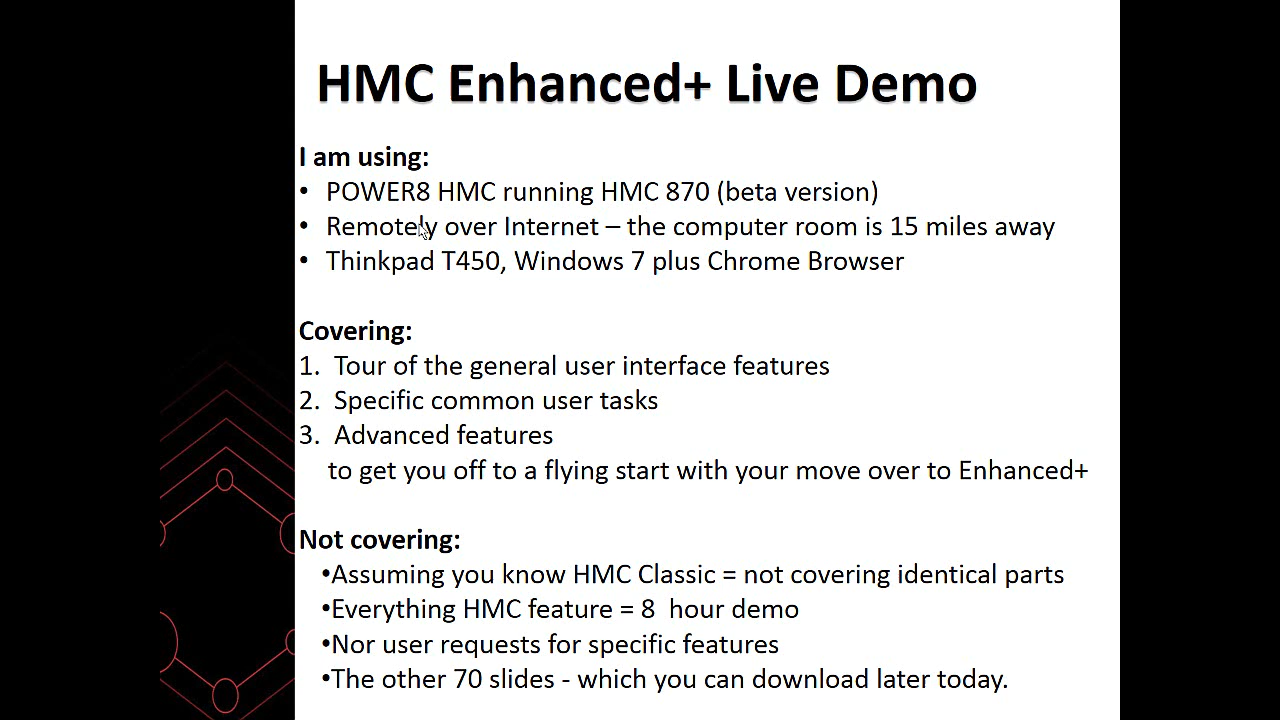 HMC Enhanced+ Live Demo
I am using:
• POWER8 HMC running HMC 870 (beta version)
• Remotely over Internet – the computer room is 15 miles away
• Thinkpad T450, Windows 7 plus Chrome Browser
Covering:
1. Tour of the general user interface features
2. Specific common user tasks
3. Advanced features
to get you off to a flying start with your move over to Enhanced+
Not covering:
•Assuming you know HMC Classic = not covering identical parts
•Everything HMC feature = 8 hour demo
•Nor user requests for specific features
•The other 70 slides - which you can download later today.